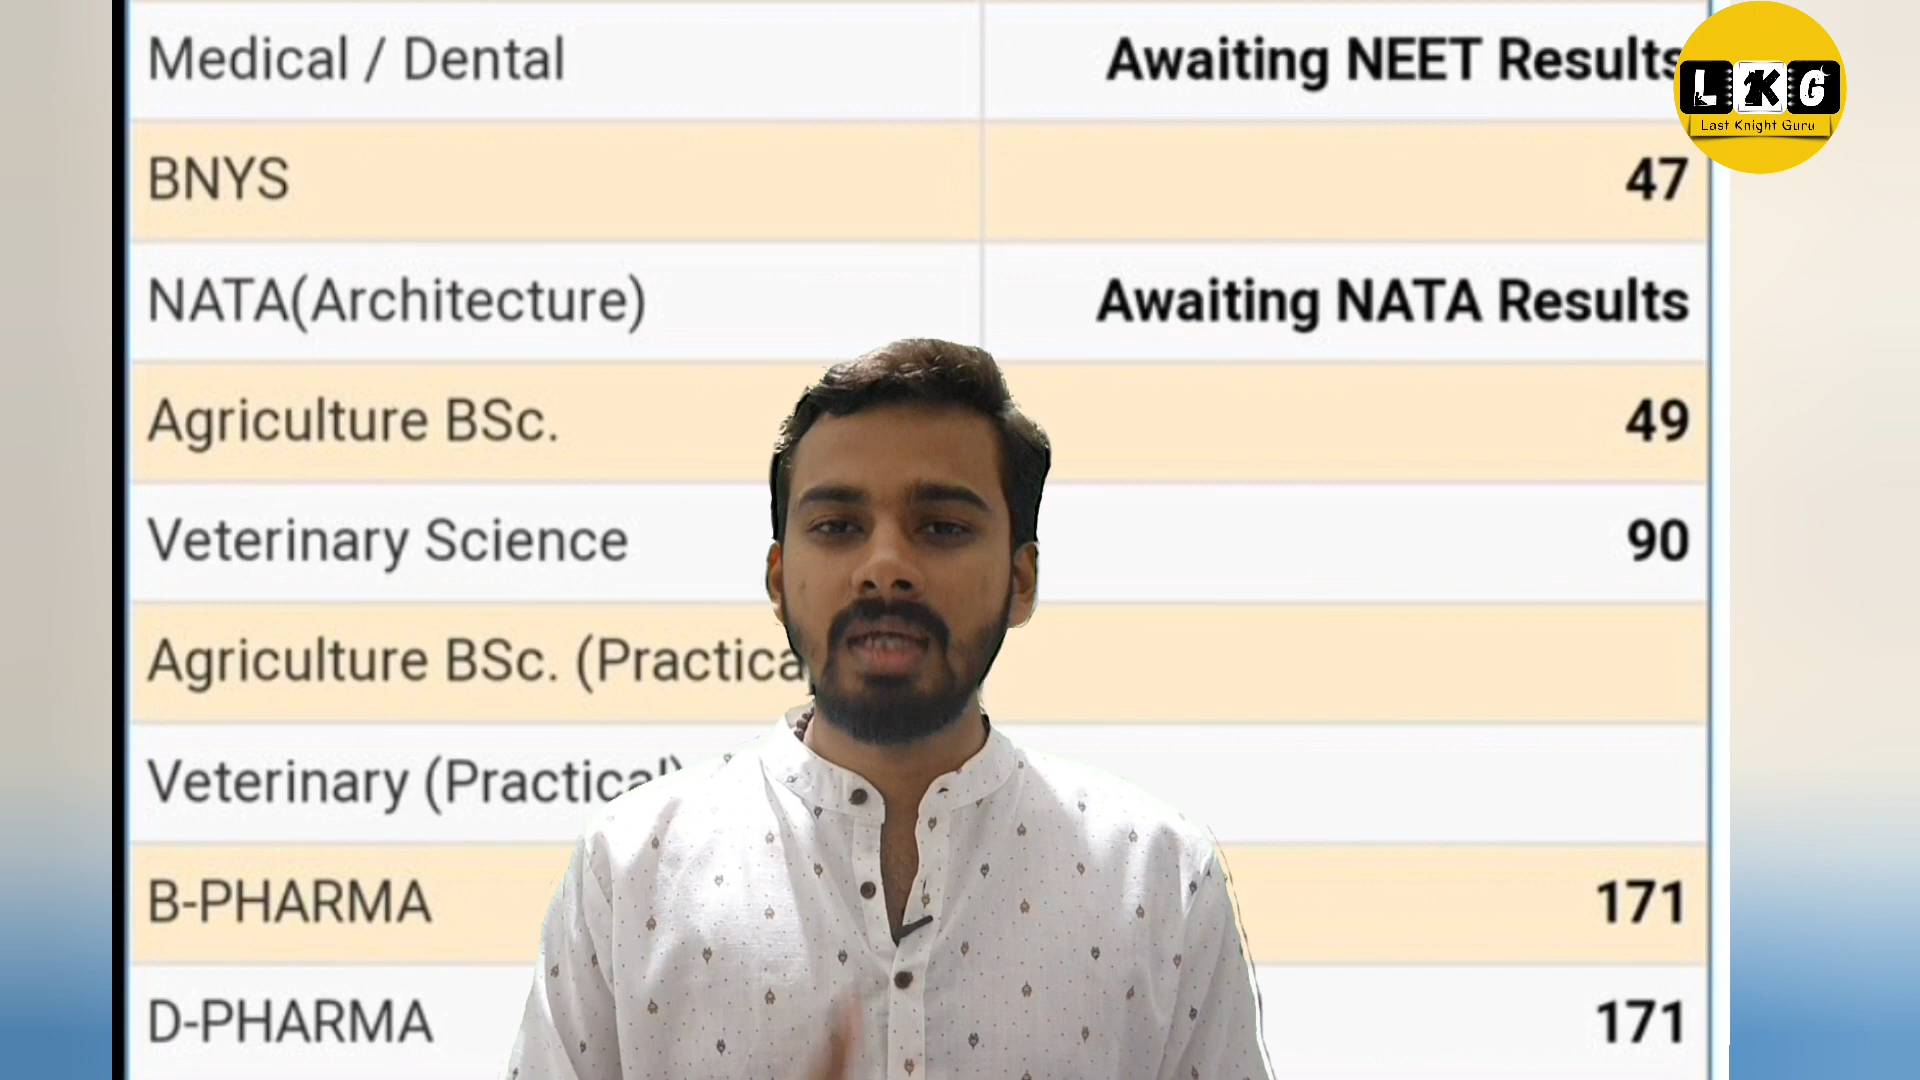 Medical / Dental Awaiting NEET Results
LKG
Last Knight Guru
BNYS 47
NATA(Architecture) Awaiting NATA Results
Agriculture BSc. 49
Veterinary Science 90
Agriculture BSc. (Practica
Veterinary (Practical)
B-PHARMA 171
D-PHARMA 171